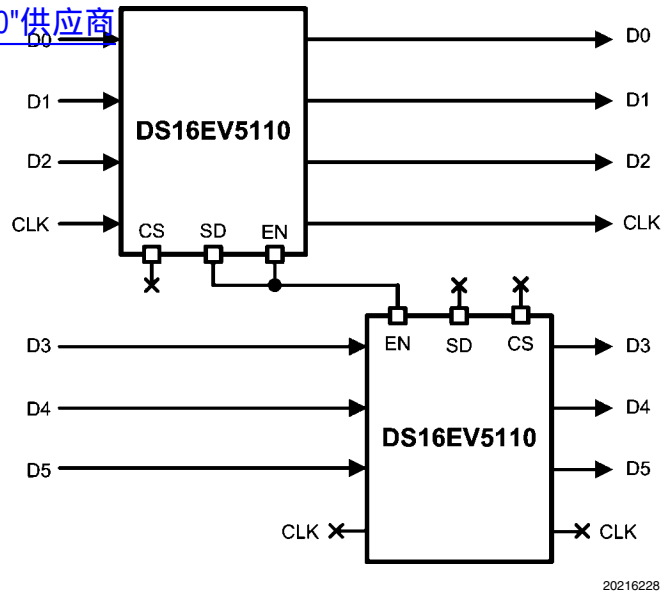 0"供应商
D0
D0
D1
D1
DS16EV5110
D2
D2
CLK
CS SD EN
CLK
D3
EN SD CS
D3
D4
D4
DS16EV5110
D5
D5
CLK
CLK
20216228